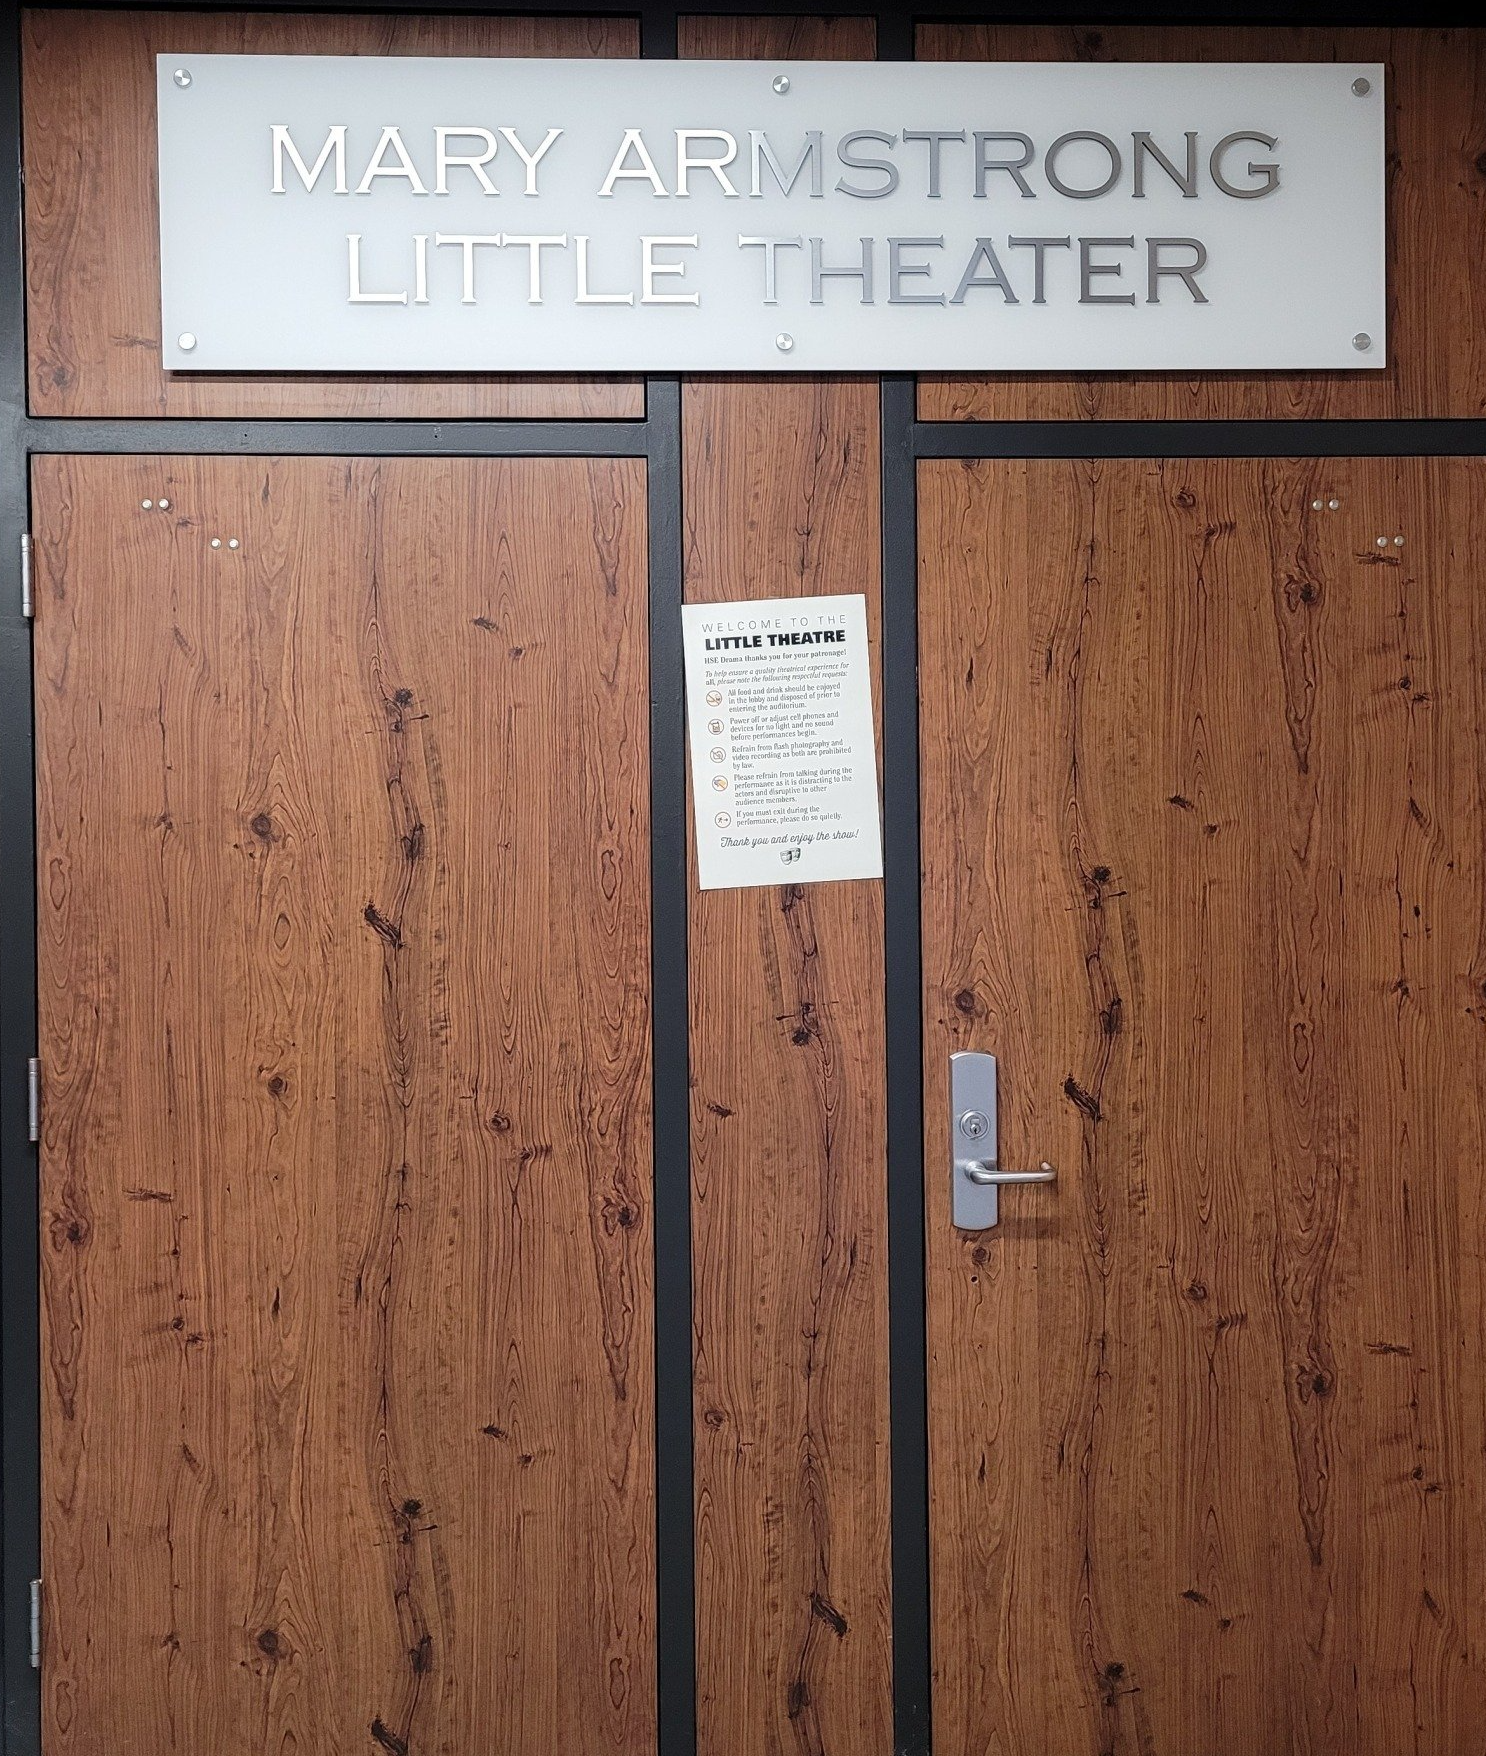 MARY ARMSTRONG
LITTLE THEATER
WELCOME TO THE
LITTLE THEATRE
HSE Drama thanks you for your patronage!
To help ensure a quality theatrical experience for
all, please note the following respectful requests:
All food and drink should be enjoyed
in the lobby and disposed of prior to
entering the auditorium.
Power off or adjust cell phones and
devices for no light and no sound
before performances begin.
Refrain from flash photography and
video recording as both are prohibited
by law.
Please refrain from talking during the
performance as it is distracting to the
actors and disruptive to other
audience members.
If you must exit during the
performance, please do so quietly.
Thank you and enjoy the show!